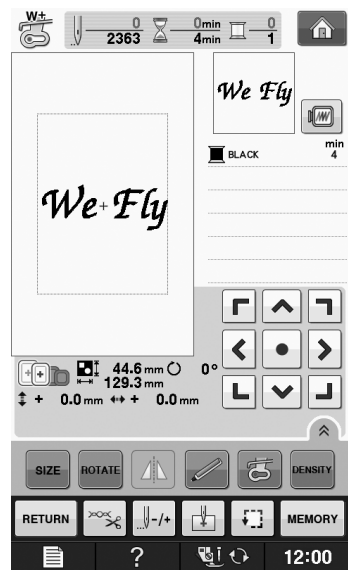 W+
0 0min 0
2363 4min 1
We Fly
min
BLACK 4
We Fly
44.6 mm 0°
129.3 mm
+ 0.0 mm + 0.0 mm
SIZE ROTATE DENSITY
RETURN -/+ MEMORY
? 12:00